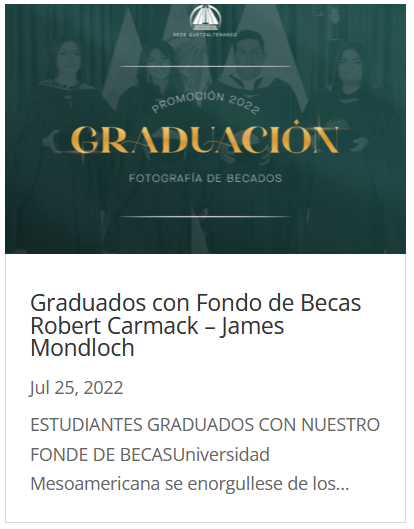 SEDE QUETZALTENANGO
PROMOCIÓN 2022
GRADUACIÓN
FOTOGRAFÍA DE BECADOS
Graduados con Fondo de Becas
Robert Carmack – James
Mondloch
Jul 25, 2022
ESTUDIANTES GRADUADOS CON NUESTRO
FONDE DE BECASUniversidad
Mesoamericana se enorgullese de los...